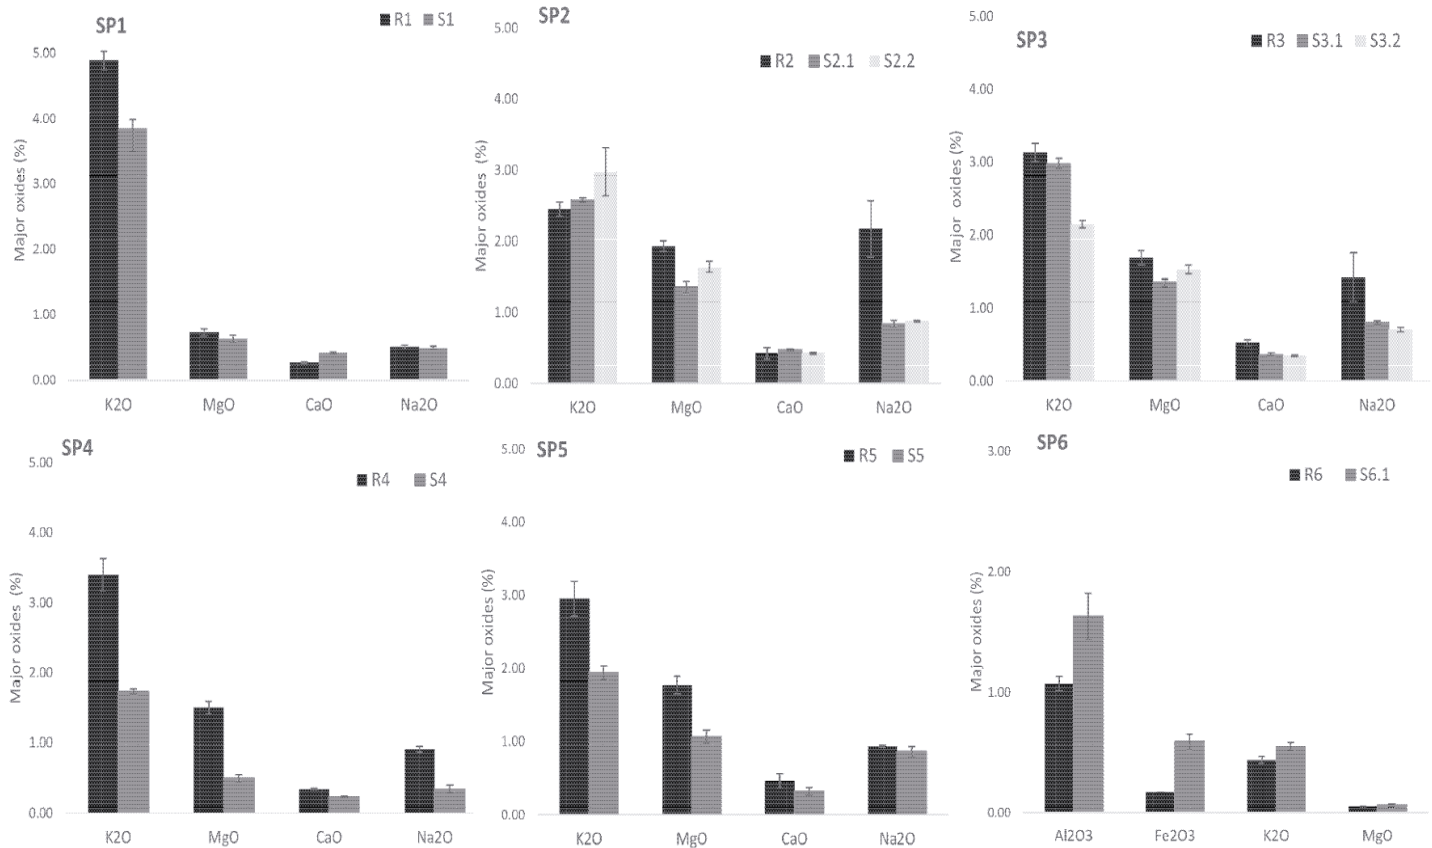 SP1
R1 S1
Major oxides (%)
5.00
4.00
3.00
2.00
1.00
0.00
K2O MgO CaO Na2O
SP2
R2 S2.1 S2.2
Major oxides (%)
5.00
4.00
3.00
2.00
1.00
0.00
K2O MgO CaO Na2O
SP3
R3 S3.1 S3.2
Major oxides (%)
5.00
4.00
3.00
2.00
1.00
0.00
K2O MgO CaO Na2O
SP4
R4 S4
Major oxides (%)
5.00
4.00
3.00
2.00
1.00
0.00
K2O MgO CaO Na2O
SP5
R5 S5
Major oxides (%)
5.00
4.00
3.00
2.00
1.00
0.00
K2O MgO CaO Na2O
SP6
R6 S6.1
Major oxides (%)
3.00
2.00
1.00
0.00
Al2O3 Fe2O3 K2O MgO